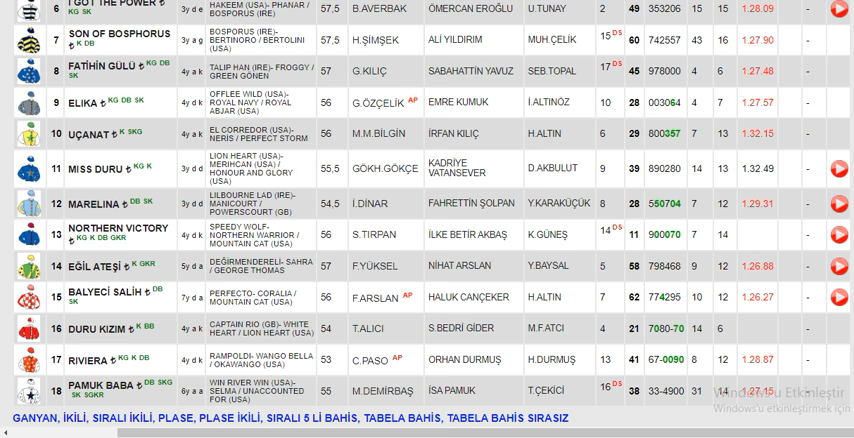 6 I GOT THE POWER ₺ KG SK 3y d e HAKEEM (USA)- PHANAR / BOSPORUS (IRE) 57,5 B.AVERBAK ÖMERCAN EROĞLU U.TUNAY 2 49 353206 15 15 1.28.09
7 SON OF BOSPHORUS ₺ K DB 3y a g BOSPORUS (IRE)- BERTINORO / BERTOLINI (USA) 57,5 H.ŞİMŞEK ALİ YILDIRIM MUH.ÇELİK 15 DS 60 742557 43 16 1.27.90 -
8 FATİHİN GÜLÜ ₺ KG DB SK 4y a k TALIP HAN (IRE)- FROGGY / GREEN GÖNEN 57 G.KILIÇ SABAHATTİN YAVUZ SEB.TOPAL 17 DS 45 978000 4 6 1.27.48 -
9 ELIKA ₺ KG DB SK 4y d k OFFLEE WILD (USA)- ROYAL NAVY / ROYAL ABJAR (USA) 56 G.ÖZÇELİK AP EMRE KUMUK İ.ALTINÖZ 10 28 003064 4 7 1.27.57 -
10 UÇANAT ₺ K SKG 4y a k EL CORREDOR (USA)- NERİS / PERFECT STORM 56 M.M.BİLGİN İRFAN KILIÇ H.ALTIN 6 29 800357 7 13 1.32.15 -
11 MISS DURU ₺ KG K 3y d d LION HEART (USA)- MERIHCAN (USA) / HONOUR AND GLORY (USA) 55,5 GÖKH.GÖKÇE KADRİYE VATANSEVER D.AKBULUT 9 39 890280 14 13 1.32.49 -
12 MARELINA ₺ DB SK 3y d d LILBOURNE LAD (IRE)- MANICOURT / POWERSCOURT (GB) 54,5 İ.DİNAR FAHRETTİN ŞOLPAN Y.KARAKÜÇÜK 8 28 550704 7 12 1.29.31 -
13 NORTHERN VICTORY ₺ KG K DB GKR 4y d k SPEEDY WOLF- NORTHERN WARRIOR / MOUNTAIN CAT (USA) 56 S.TIRPAN İLKE BETİR AKBAŞ K.GÜNEŞ 14 DS 11 900070 7 14 -
14 EĞİL ATEŞİ ₺ K GKR 5y d a DEĞİRMENDERELİ- SAHRA / GEORGE THOMAS 57 F.YÜKSEL NİHAT ARSLAN Y.BAYSAL 5 58 798468 9 12 1.26.88 -
15 BALYECİ SALİH ₺ DB SK 7y d a PERFECTO- CORALIA / MOUNTAIN CAT (USA) 56 F.ARSLAN AP HALUK CANÇEKER H.ALTIN 7 62 774295 10 12 1.26.27 -
16 DURU KIZIM ₺ K BB 4y a k CAPTAIN RIO (GB)- WHITE HEART / LION HEART (USA) 54 T.ALICI S.BEDRİ GİDER M.F.ATCI 4 21 7080-70 14 6 -
17 RIVIERA ₺ KG K DB 4y d k RAMPOLDI- WANGO BELLA / OKAWANGO (USA) 53 C.PASO AP ORHAN DURMUŞ H.DURMUŞ 13 41 67-0090 8 12 1.28.87 -
18 PAMUK BABA ₺ DB SKG SK SGKR 6y a a WIN RIVER WIN (USA)- SELMA / UNACCOUNTED FOR (USA) 55 M.DEMİRBAŞ İSA PAMUK T.ÇEKİCİ 16 DS 38 33-4900 31 14 1.27.15 -
Windows'u Etkinleştir
Windows'u etkinleştirmek için
GANYAN, İKİLİ, SIRALI İKİLİ, PLASE, PLASE İKİLİ, SIRALI 5 Lİ BAHİS, TABELA BAHİS, TABELA BAHİS SIRASIZ